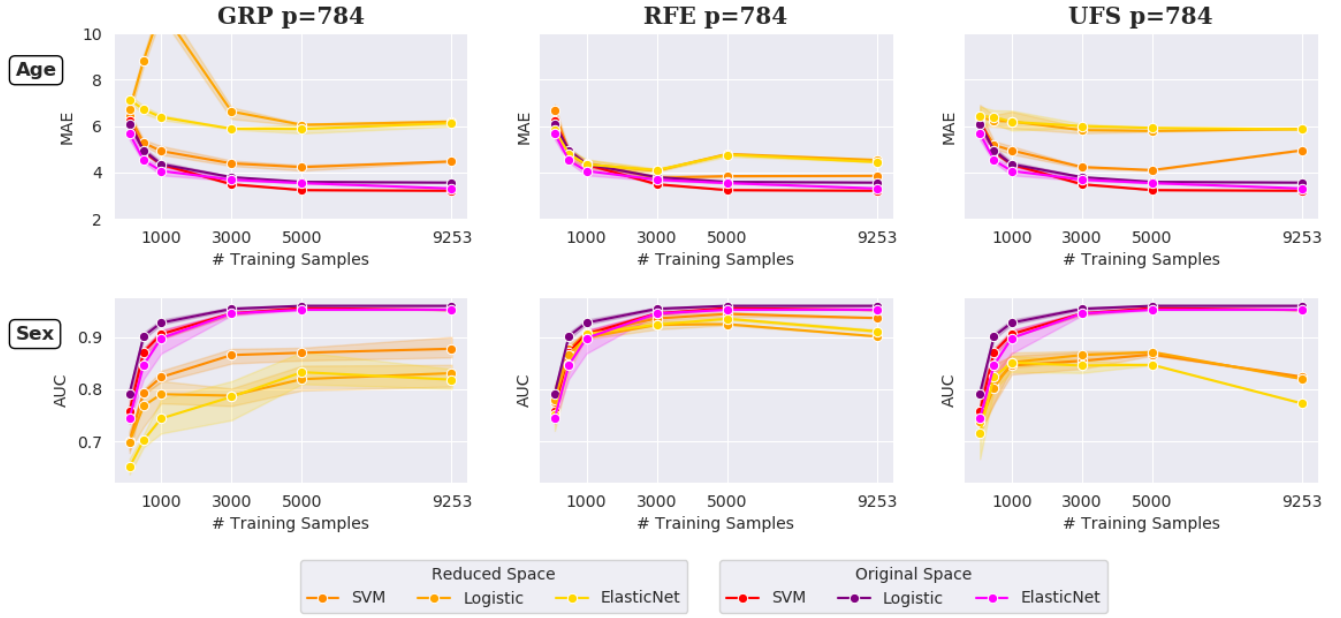 GRP p=784 RFE p=784 UFS p=784
Age
MAE MAE MAE
10
8
6
4
2
1000 3000 5000 9253 1000 3000 5000 9253 1000 3000 5000 9253
# Training Samples # Training Samples # Training Samples
Sex
AUC AUC AUC
0.9
0.8
0.7
1000 3000 5000 9253 1000 3000 5000 9253 1000 3000 5000 9253
# Training Samples # Training Samples # Training Samples
Reduced Space Original Space
SVM Logistic ElasticNet SVM Logistic ElasticNet